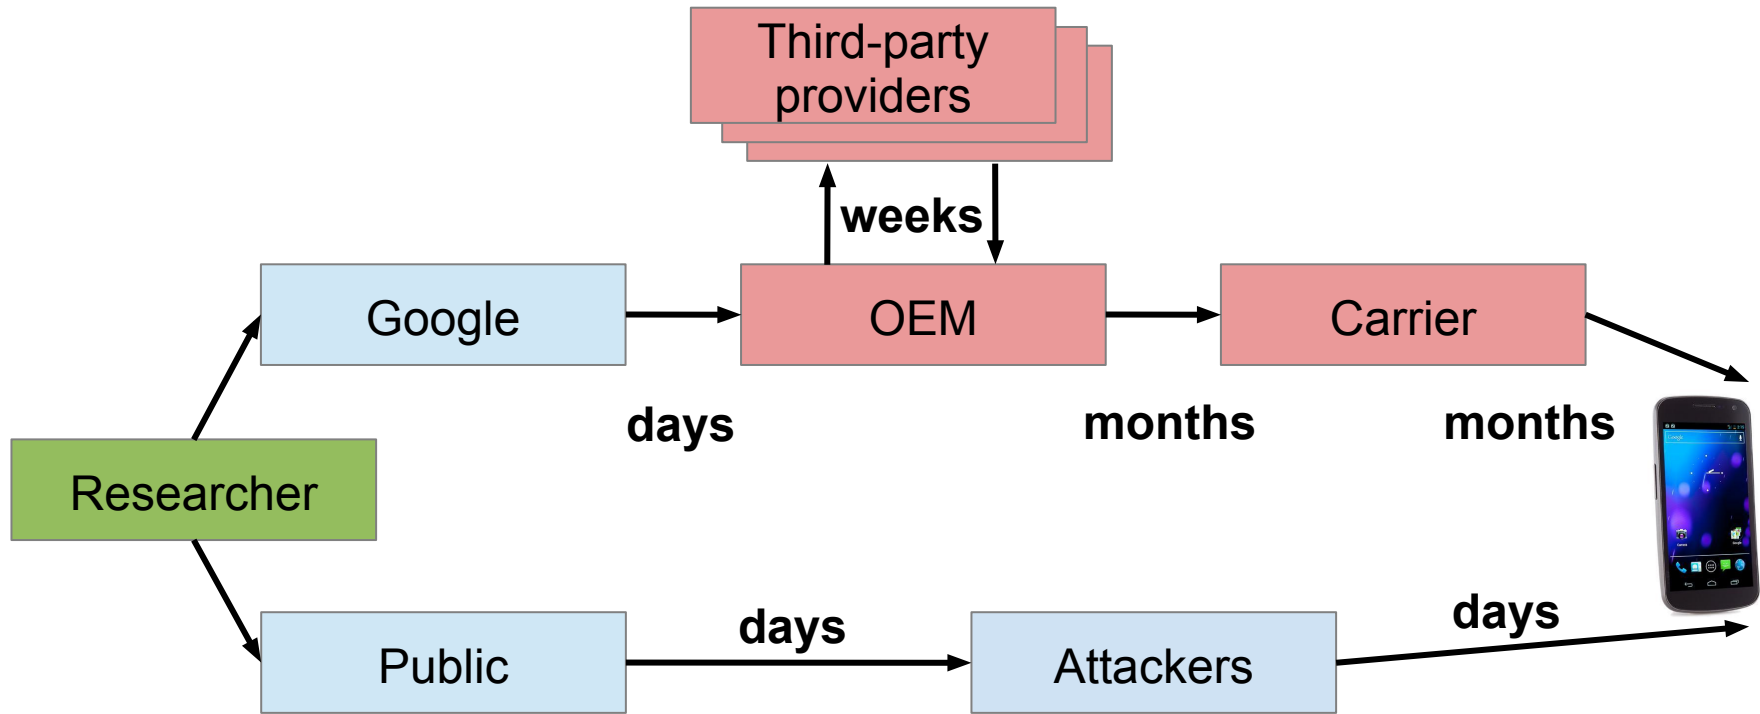 Third-party
providers
weeks
Google
OEM
Carrier
days
months
months
Researcher
days
days
Public
Attackers